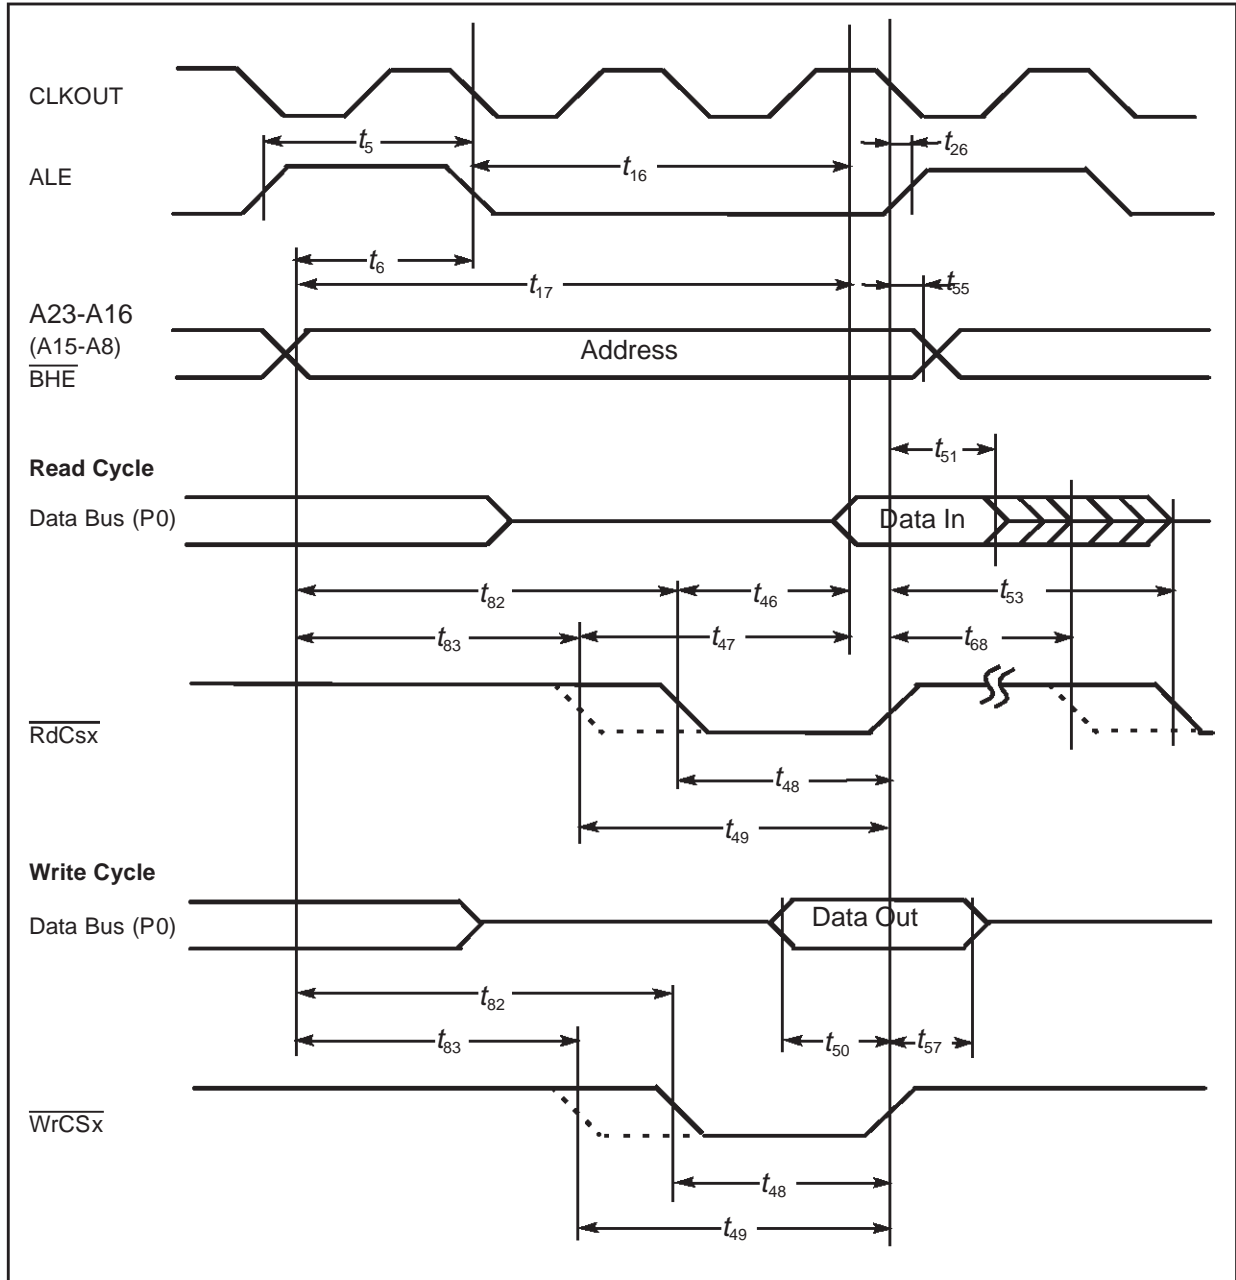 CLKOUT
t5
t26
ALE
t16
t6
t17
t55
A23-A16
(A15-A8)
BHE
Address
t51
Read Cycle
Data Bus (P0)
Data In
t82
t46
t53
t83
t47
t68
RdCsx
t48
t49
Write Cycle
Data Bus (P0)
Data Out
t82
t83
t50
t57
WrCSx
t48
t49